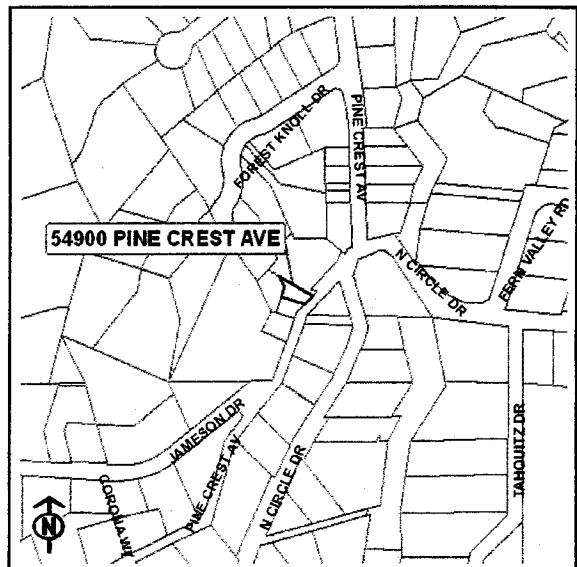 FOREST KNOLL DR
PINE CREST AV
54900 PINE CREST AVE
N CIRCLE DR
FERN VALLEY RD
JAMESON DR
PINE CREST AV
N CIRCLE DR
TAHQUITZ DR
CORONA WY
N